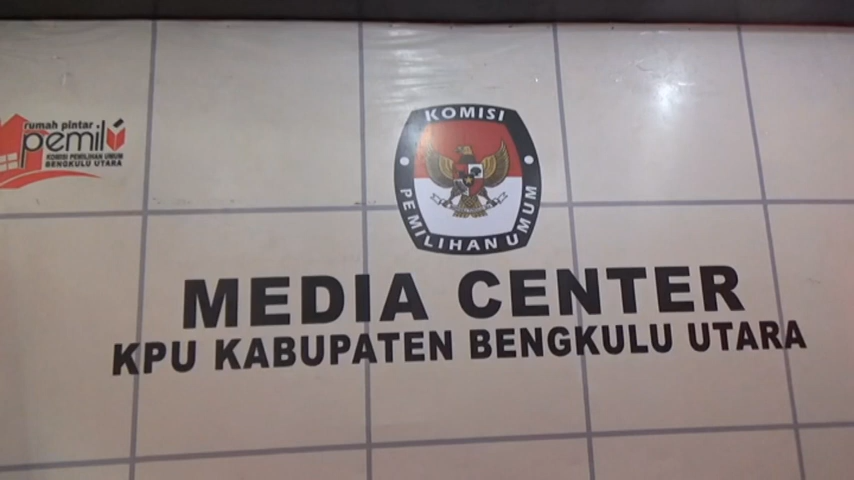 rumah pintar
pemilu
KOMISI PEMILIHAN UMUM
BENGKULU UTARA
KOMISI
PEMILIHAN UMUM
MEDIA CENTER
KPU KABUPATEN BENGKULU UTARA